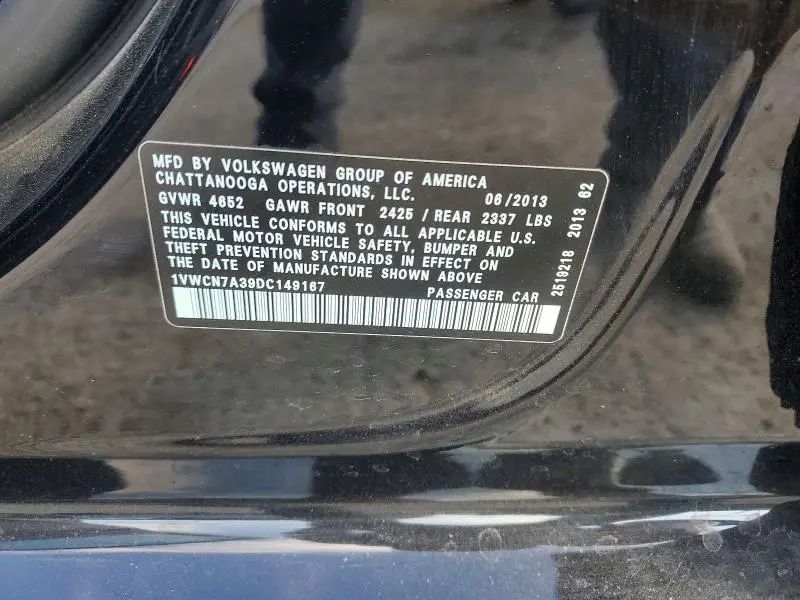 MFD BY VOLKSWAGEN GROUP OF AMERICA
CHATTANOOGA OPERATIONS, LLC. 06/2013
GVWR 4652 GAWR FRONT 2425 / REAR 2337 LBS
THIS VEHICLE CONFORMS TO ALL APPLICABLE U.S.
FEDERAL MOTOR VEHICLE SAFETY, BUMPER AND
THEFT PREVENTION STANDARDS IN EFFECT ON
THE DATE OF MANUFACTURE SHOWN ABOVE
1VWCN7A39DC149167 PASSENGER CAR
2519218 2013 62